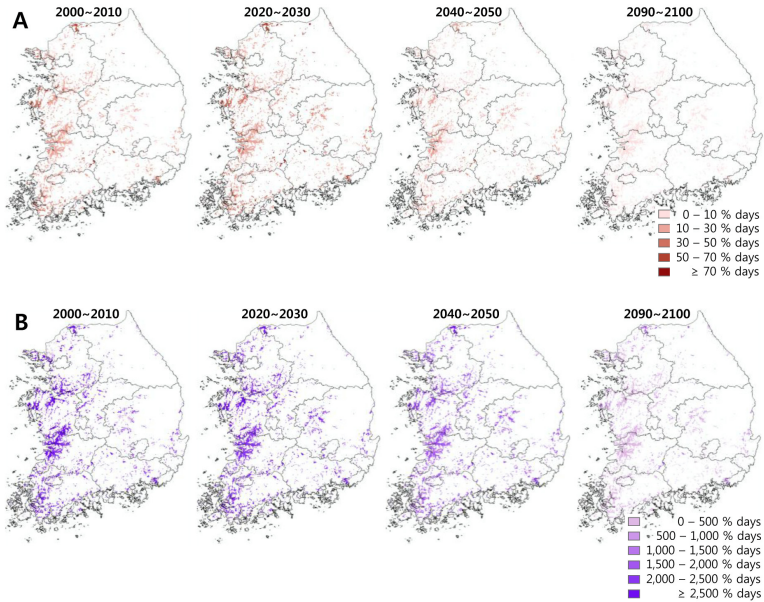 A
2000~2010
2020~2030
2040~2050
2090~2100
0 – 10 % days
10 – 30 % days
30 – 50 % days
50 – 70 % days
≥ 70 % days
B
2000~2010
2020~2030
2040~2050
2090~2100
0 – 500 % days
500 – 1,000 % days
1,000 – 1,500 % days
1,500 – 2,000 % days
2,000 – 2,500 % days
≥ 2,500 % days